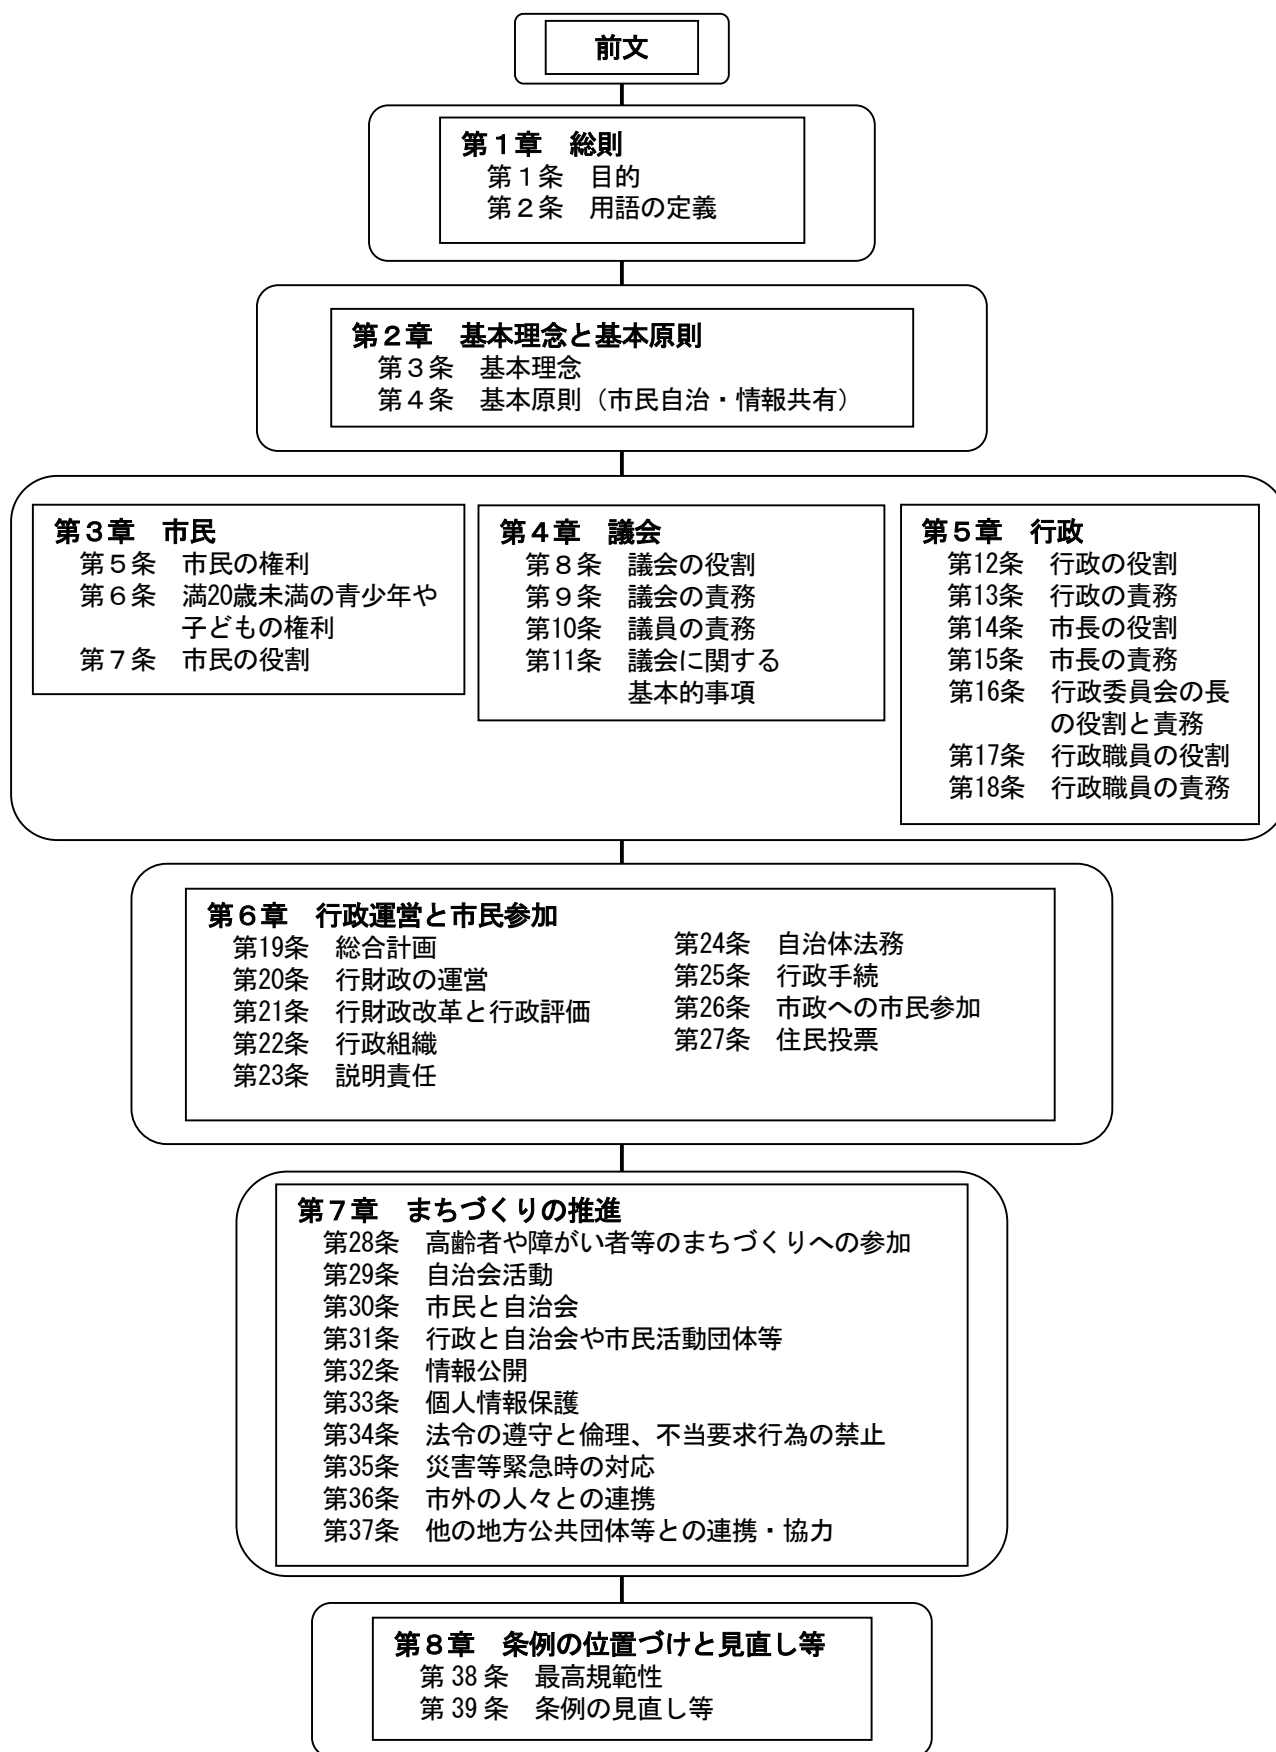 前文
第１章　総則
第１条　目的
第２条　用語の定義
第２章　基本理念と基本原則
第３条　基本理念
第４条　基本原則（市民自治・情報共有）
第３章　市民
第５条　市民の権利
第６条　満20歳未満の青少年や
子どもの権利
第７条　市民の役割
第４章　議会
第８条　議会の役割
第９条　議会の責務
第10条　議員の責務
第11条　議会に関する
基本的事項
第５章　行政
第12条　行政の役割
第13条　行政の責務
第14条　市長の役割
第15条　市長の責務
第16条　行政委員会の長
の役割と責務
第17条　行政職員の役割
第18条　行政職員の責務
第６章　行政運営と市民参加
第19条　総合計画
第20条　行財政の運営
第21条　行財政改革と行政評価
第22条　行政組織
第23条　説明責任
第24条　自治体法務
第25条　行政手続
第26条　市政への市民参加
第27条　住民投票
第７章　まちづくりの推進
第28条　高齢者や障がい者等のまちづくりへの参加
第29条　自治会活動
第30条　市民と自治会
第31条　行政と自治会や市民活動団体等
第32条　情報公開
第33条　個人情報保護
第34条　法令の遵守と倫理、不当要求行為の禁止
第35条　災害等緊急時の対応
第36条　市外の人々との連携
第37条　他の地方公共団体等との連携・協力
第８章　条例の位置づけと見直し等
第 38 条　最高規範性
第 39 条　条例の見直し等